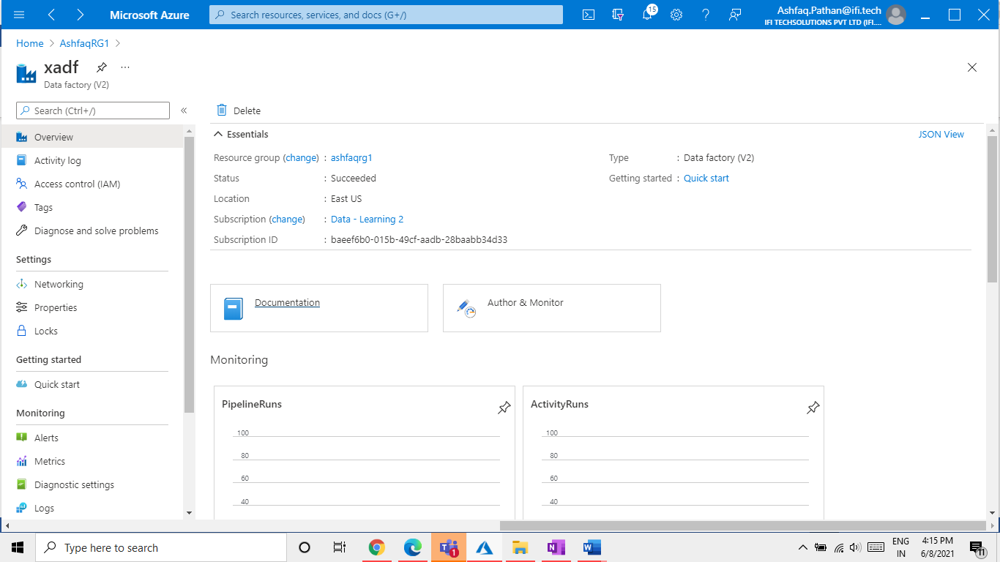 Microsoft Azure
Search resources, services, and docs (G+/)
15
Ashfaq.Pathan@ifi.tech
IFI TECHSOLUTIONS PVT LTD (IFI....
Home > AshfaqRG1 >
xadf
...
Data factory (V2)
Search (Ctrl+/)
«
Overview
Activity log
Access control (IAM)
Tags
Diagnose and solve problems
Settings
Networking
Properties
Locks
Getting started
Quick start
Monitoring
Alerts
Metrics
Diagnostic settings
Logs
Delete
Essentials
JSON View
Resource group (change) : ashfaqrg1
Status : Succeeded
Location : East US
Subscription (change) : Data - Learning 2
Subscription ID : baeef6b0-015b-49cf-aadb-28baabb34d33
Type : Data factory (V2)
Getting started : Quick start
Documentation
Author & Monitor
Monitoring
PipelineRuns
100
80
60
40
ActivityRuns
100
80
60
40
Type here to search
1
ENG
IN
4:15 PM
6/8/2021
11